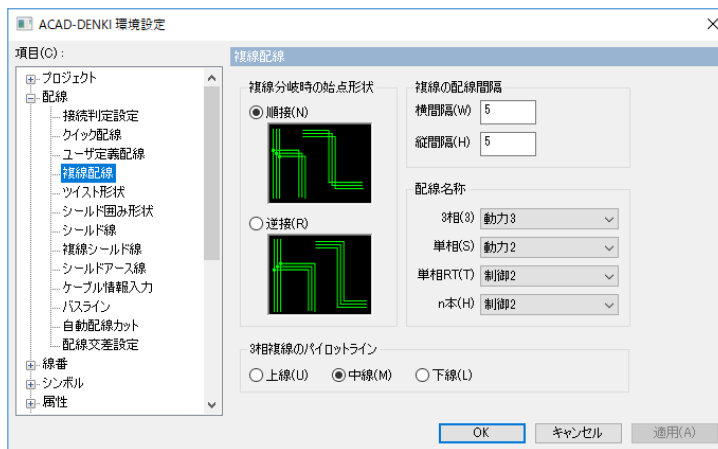 ACAD-DENKI 環境設定
項目(C) :
プロジェクト
配線
接続判定設定
クイック配線
ユーザ定義配線
複線配線
ツイスト形状
シールド囲み形状
シールド線
複線シールド線
シールドアース線
ケーブル情報入力
バスライン
自動配線カット
配線交差設定
線番
シンボル
属性
複線配線
複線分岐時の始点形状
順接(N)
逆接(R)
複線の配線間隔
横間隔(W) 5
縦間隔(H) 5
配線名称
3相(3) 動力3
単相(S) 動力2
単相RT(T) 制御2
n本(H) 制御2
3相複線のパイロットライン
上線(U) 中線(M) 下線(L)
OK キャンセル 適用(A)